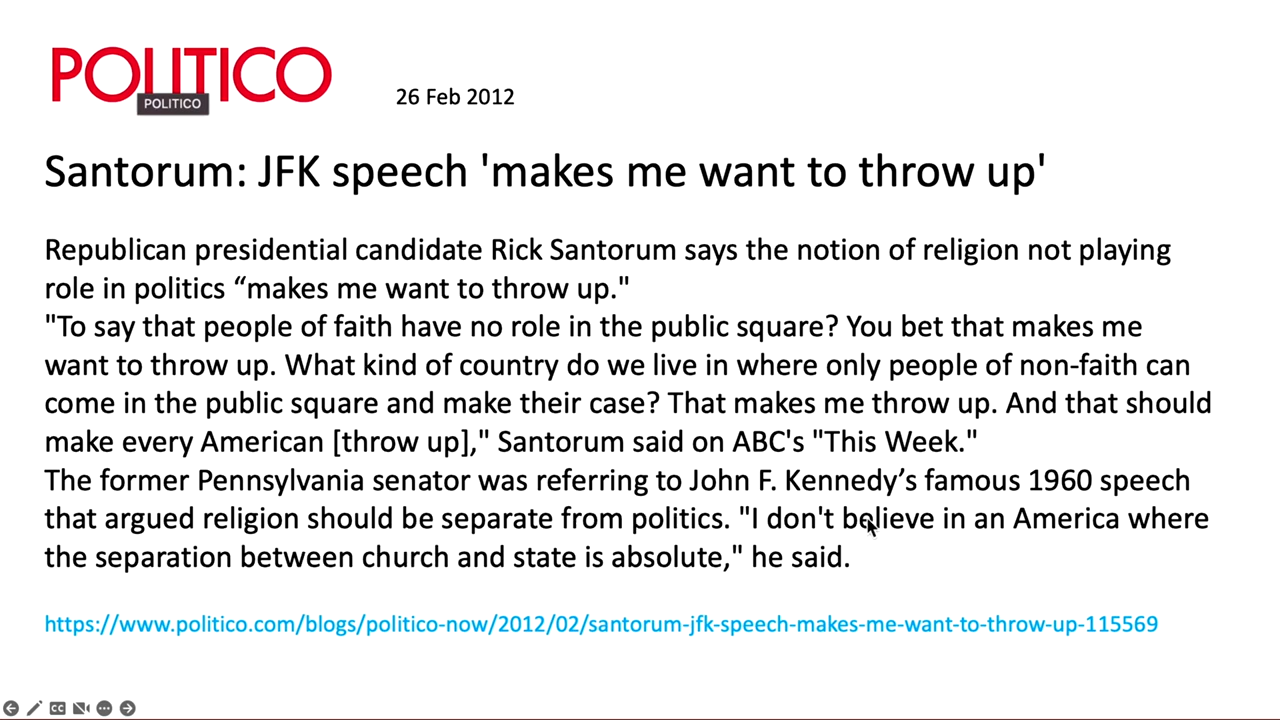 POLITICO
POLITICO
26 Feb 2012
Santorum: JFK speech 'makes me want to throw up'
Republican presidential candidate Rick Santorum says the notion of religion not playing
role in politics “makes me want to throw up."
"To say that people of faith have no role in the public square? You bet that makes me
want to throw up. What kind of country do we live in where only people of non-faith can
come in the public square and make their case? That makes me throw up. And that should
make every American [throw up]," Santorum said on ABC's "This Week."
The former Pennsylvania senator was referring to John F. Kennedy’s famous 1960 speech
that argued religion should be separate from politics. "I don't believe in an America where
the separation between church and state is absolute," he said.
https://www.politico.com/blogs/politico-now/2012/02/santorum-jfk-speech-makes-me-want-to-throw-up-115569
CC